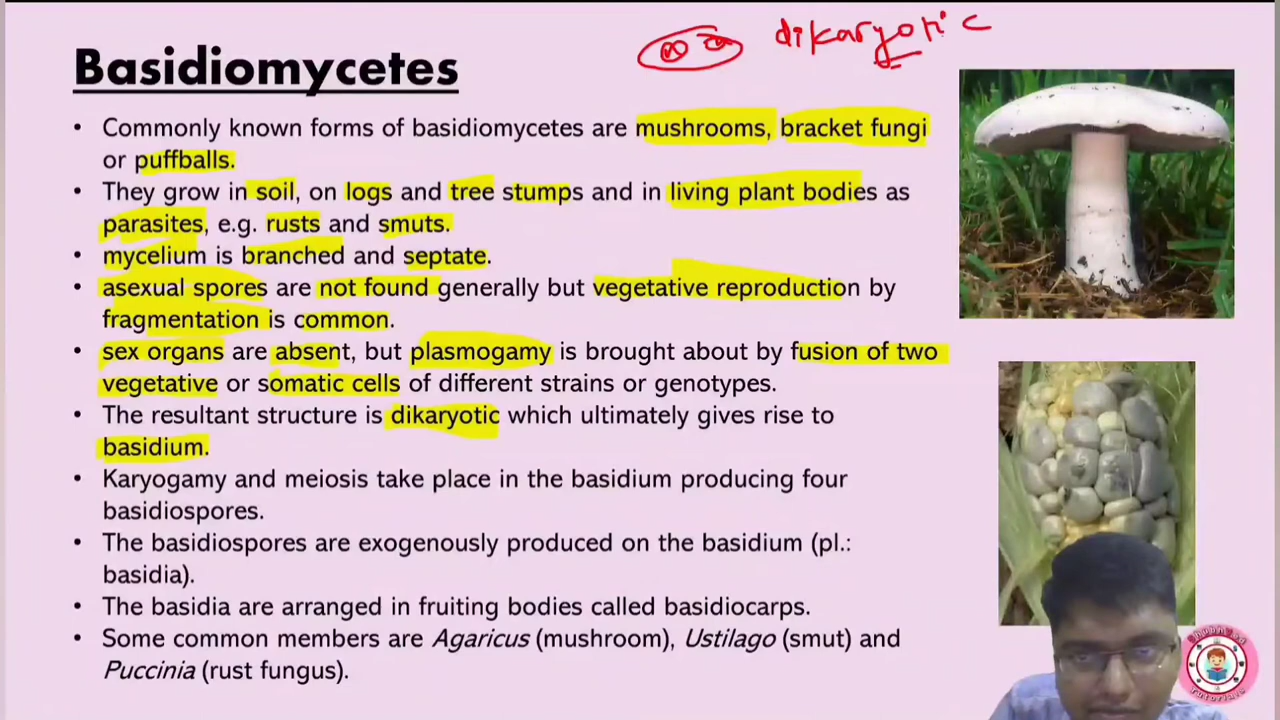 dikaryotic
Basidiomycetes
• Commonly known forms of basidiomycetes are mushrooms, bracket fungi
or puffballs.
• They grow in soil, on logs and tree stumps and in living plant bodies as
parasites, e.g. rusts and smuts.
• mycelium is branched and septate.
• asexual spores are not found generally but vegetative reproduction by
fragmentation is common.
• sex organs are absent, but plasmogamy is brought about by fusion of two
vegetative or somatic cells of different strains or genotypes.
• The resultant structure is dikaryotic which ultimately gives rise to
basidium.
• Karyogamy and meiosis take place in the basidium producing four
basidiospores.
• The basidiospores are exogenously produced on the basidium (pl.:
basidia).
• The basidia are arranged in fruiting bodies called basidiocarps.
• Some common members are Agaricus (mushroom), Ustilago (smut) and
Puccinia (rust fungus).